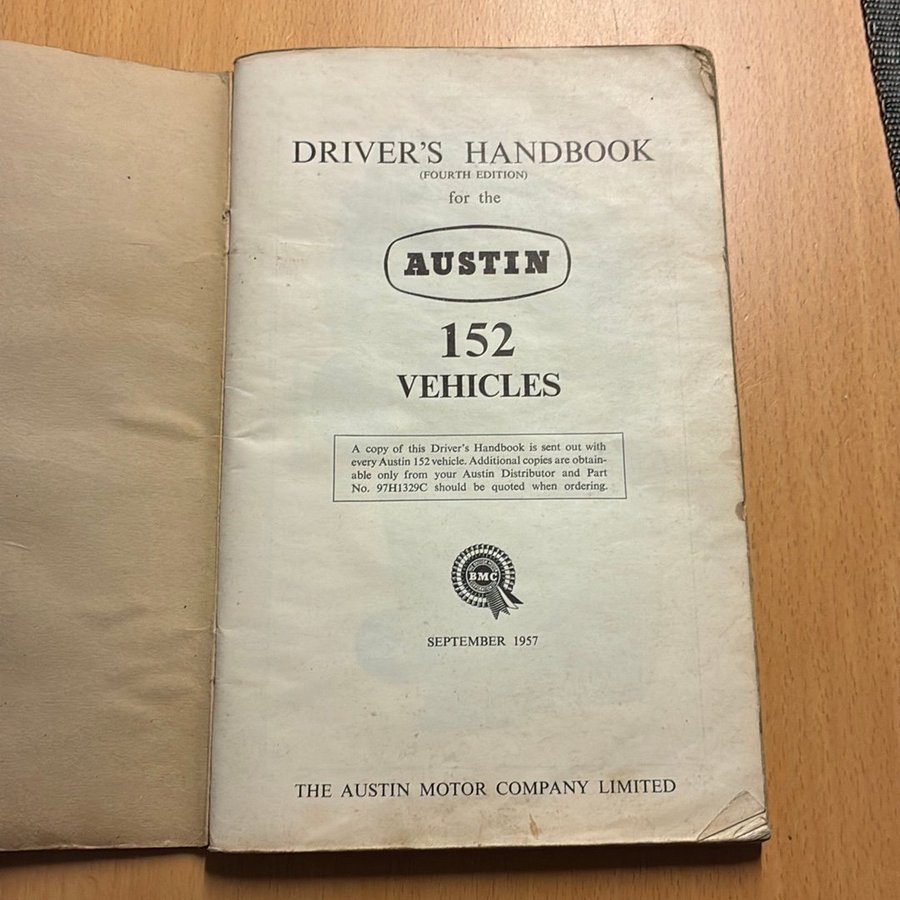 DRIVER'S HANDBOOK
(FOURTH EDITION)
for the
AUSTIN
152
VEHICLES
A copy of this Driver's Handbook is sent out with
every Austin 152 vehicle. Additional copies are obtain-
able only from your Austin Distributor and Part
No. 97H1329C should be quoted when ordering.
BMC
SEPTEMBER 1957
THE AUSTIN MOTOR COMPANY LIMITED